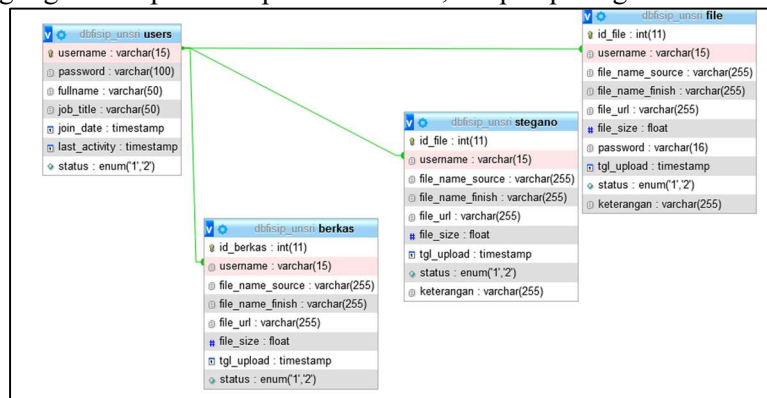 v dbfisip_unsri users
username : varchar(15)
password : varchar(100)
fullname : varchar(50)
job_title : varchar(50)
join_date : timestamp
last_activity : timestamp
status : enum('1','2')
v dbfisip_unsri file
id_file : int(11)
username : varchar(15)
file_name_source : varchar(255)
file_name_finish : varchar(255)
file_url : varchar(255)
# file_size : float
password : varchar(16)
tgl_upload : timestamp
status : enum('1','2')
keterangan : varchar(255)
v dbfisip_unsri stegano
id_file : int(11)
username : varchar(15)
file_name_source : varchar(255)
file_name_finish : varchar(255)
file_url : varchar(255)
# file_size : float
tgl_upload : timestamp
status : enum('1','2')
keterangan : varchar(255)
v dbfisip_unsri berkas
id_berkas : int(11)
username : varchar(15)
file_name_source : varchar(255)
file_name_finish : varchar(255)
file_url : varchar(255)
# file_size : float
tgl_upload : timestamp
status : enum('1','2')